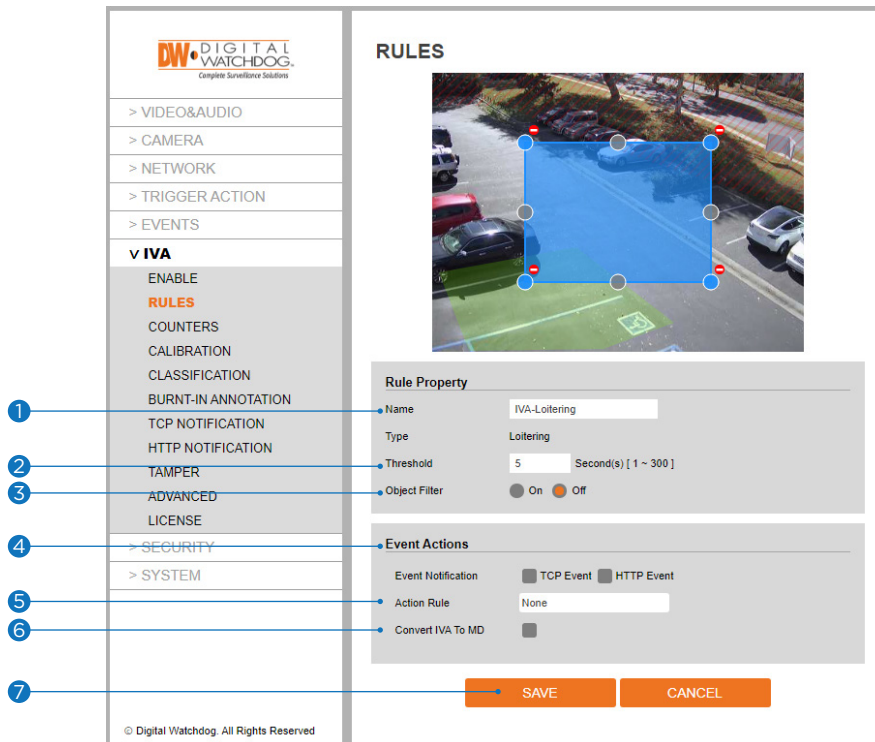 DW DIGITAL
WATCHDOG®
Complete Surveillance Solutions
> VIDEO&AUDIO
> CAMERA
> NETWORK
> TRIGGER ACTION
> EVENTS
v IVA
ENABLE
RULES
COUNTERS
CALIBRATION
CLASSIFICATION
BURNT-IN ANNOTATION
TCP NOTIFICATION
HTTP NOTIFICATION
TAMPER
ADVANCED
LICENSE
> SECURITY
> SYSTEM
© Digital Watchdog. All Rights Reserved
RULES
Rule Property
1 Name IVA-Loitering
Type Loitering
2 Threshold 5 Second(s) [ 1 ~ 300 ]
3 Object Filter On Off
4 Event Actions
Event Notification TCP Event HTTP Event
5 Action Rule None
6 Convert IVA To MD
7 SAVE CANCEL